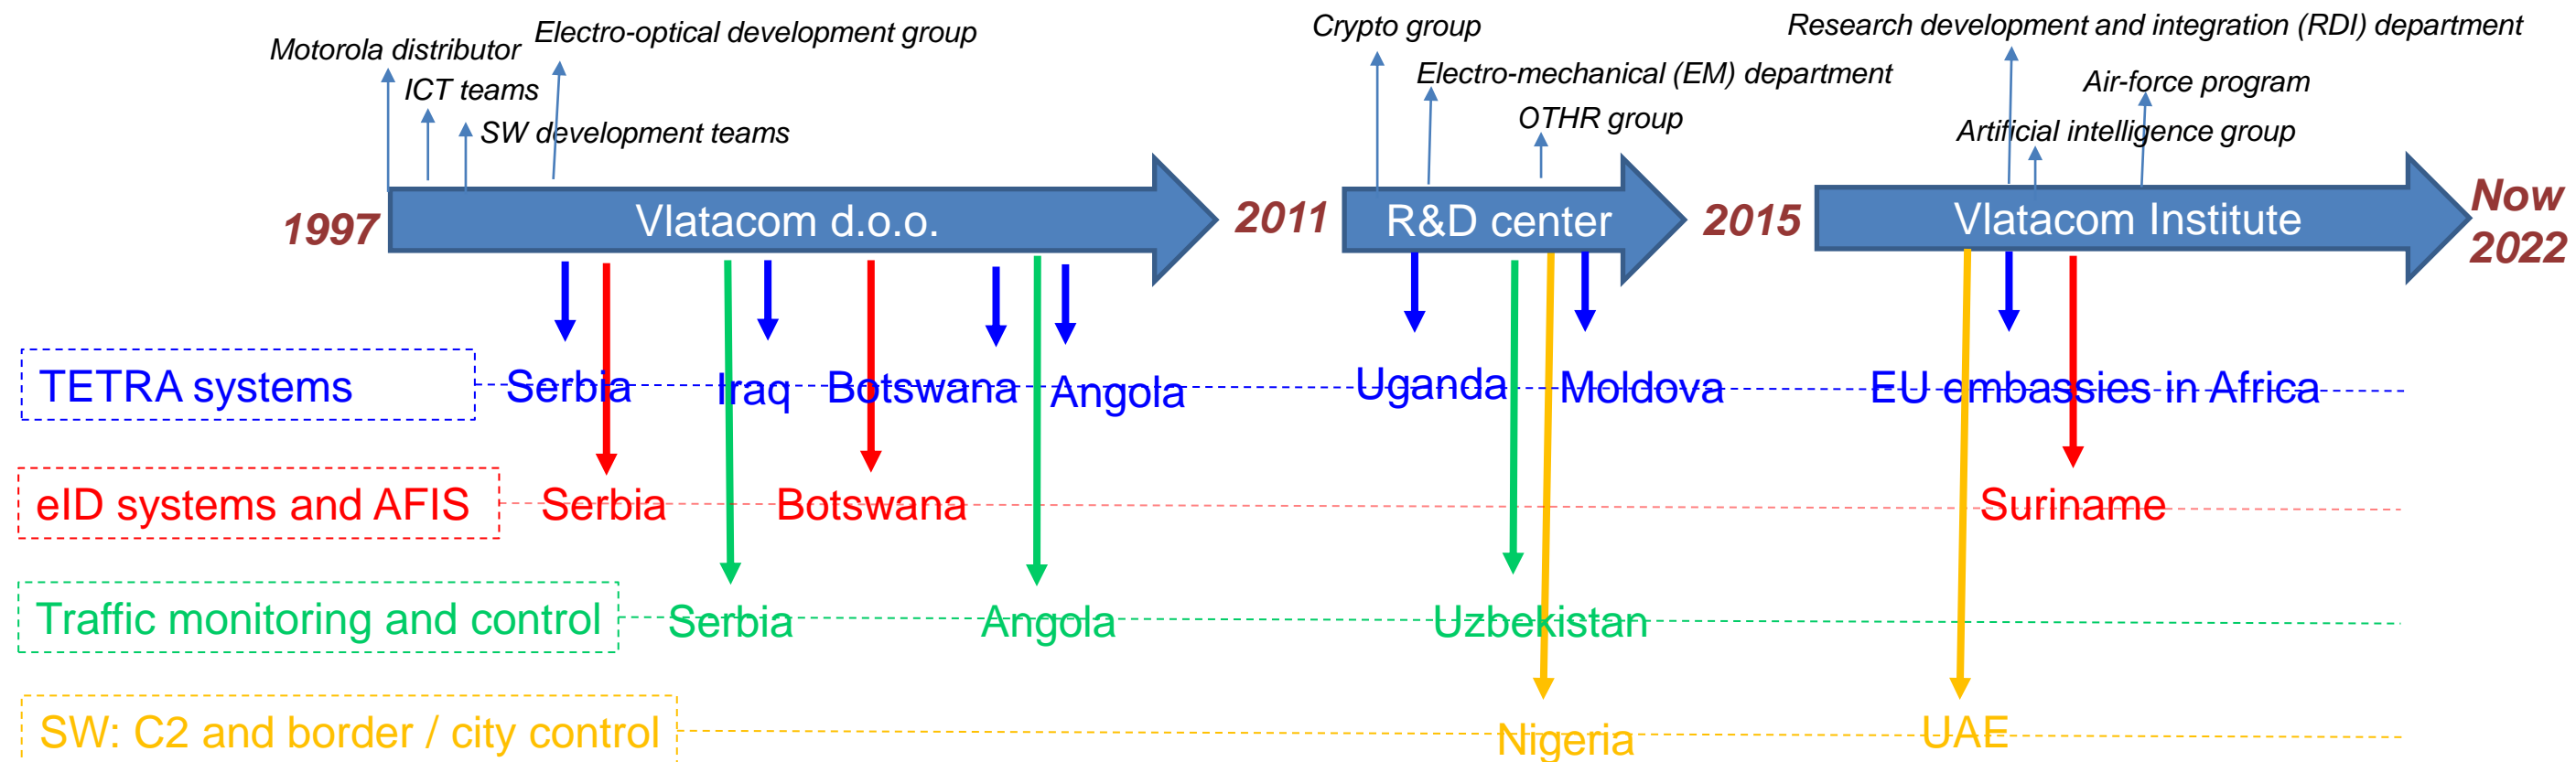 Motorola distributor
Electro-optical development group
ICT teams
SW development teams
Crypto group
Electro-mechanical (EM) department
OTHR group
Research development and integration (RDI) department
Air-force program
Artificial intelligence group
1997
Vlatacom d.o.o.
2011
R&D center
2015
Vlatacom Institute
Now
2022
TETRA systems
Serbia
Iraq
Botswana
Angola
Uganda
Moldova
EU embassies in Africa
eID systems and AFIS
Serbia
Botswana
Suriname
Traffic monitoring and control
Serbia
Angola
Uzbekistan
SW: C2 and border / city control
Nigeria
UAE